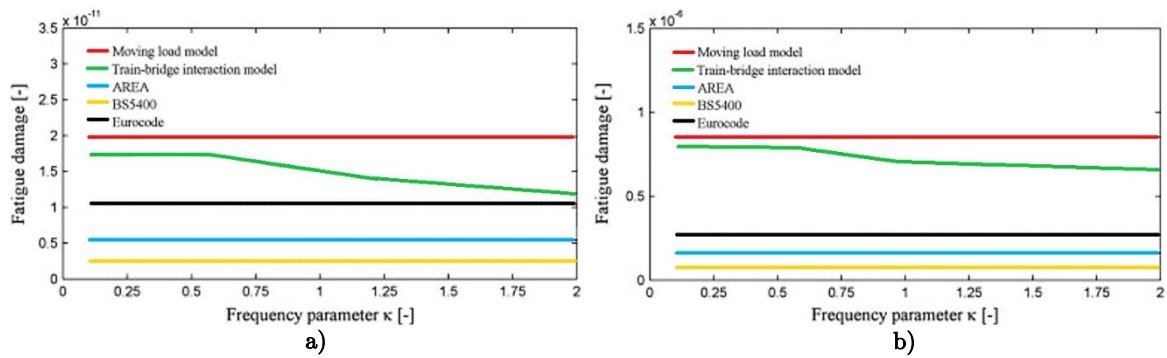 x 10⁻¹¹
3.5
3
2.5
2
1.5
1
0.5
0
Fatigue damage [-]
Moving load model
Train-bridge interaction model
AREA
BS5400
Eurocode
0 0.25 0.5 0.75 1 1.25 1.5 1.75 2
Frequency parameter κ [-]
a)
x 10⁻⁶
1.5
1
0.5
0
Fatigue damage [-]
Moving load model
Train-bridge interaction model
AREA
BS5400
Eurocode
0 0.25 0.5 0.75 1 1.25 1.5 1.75 2
Frequency parameter κ [-]
b)